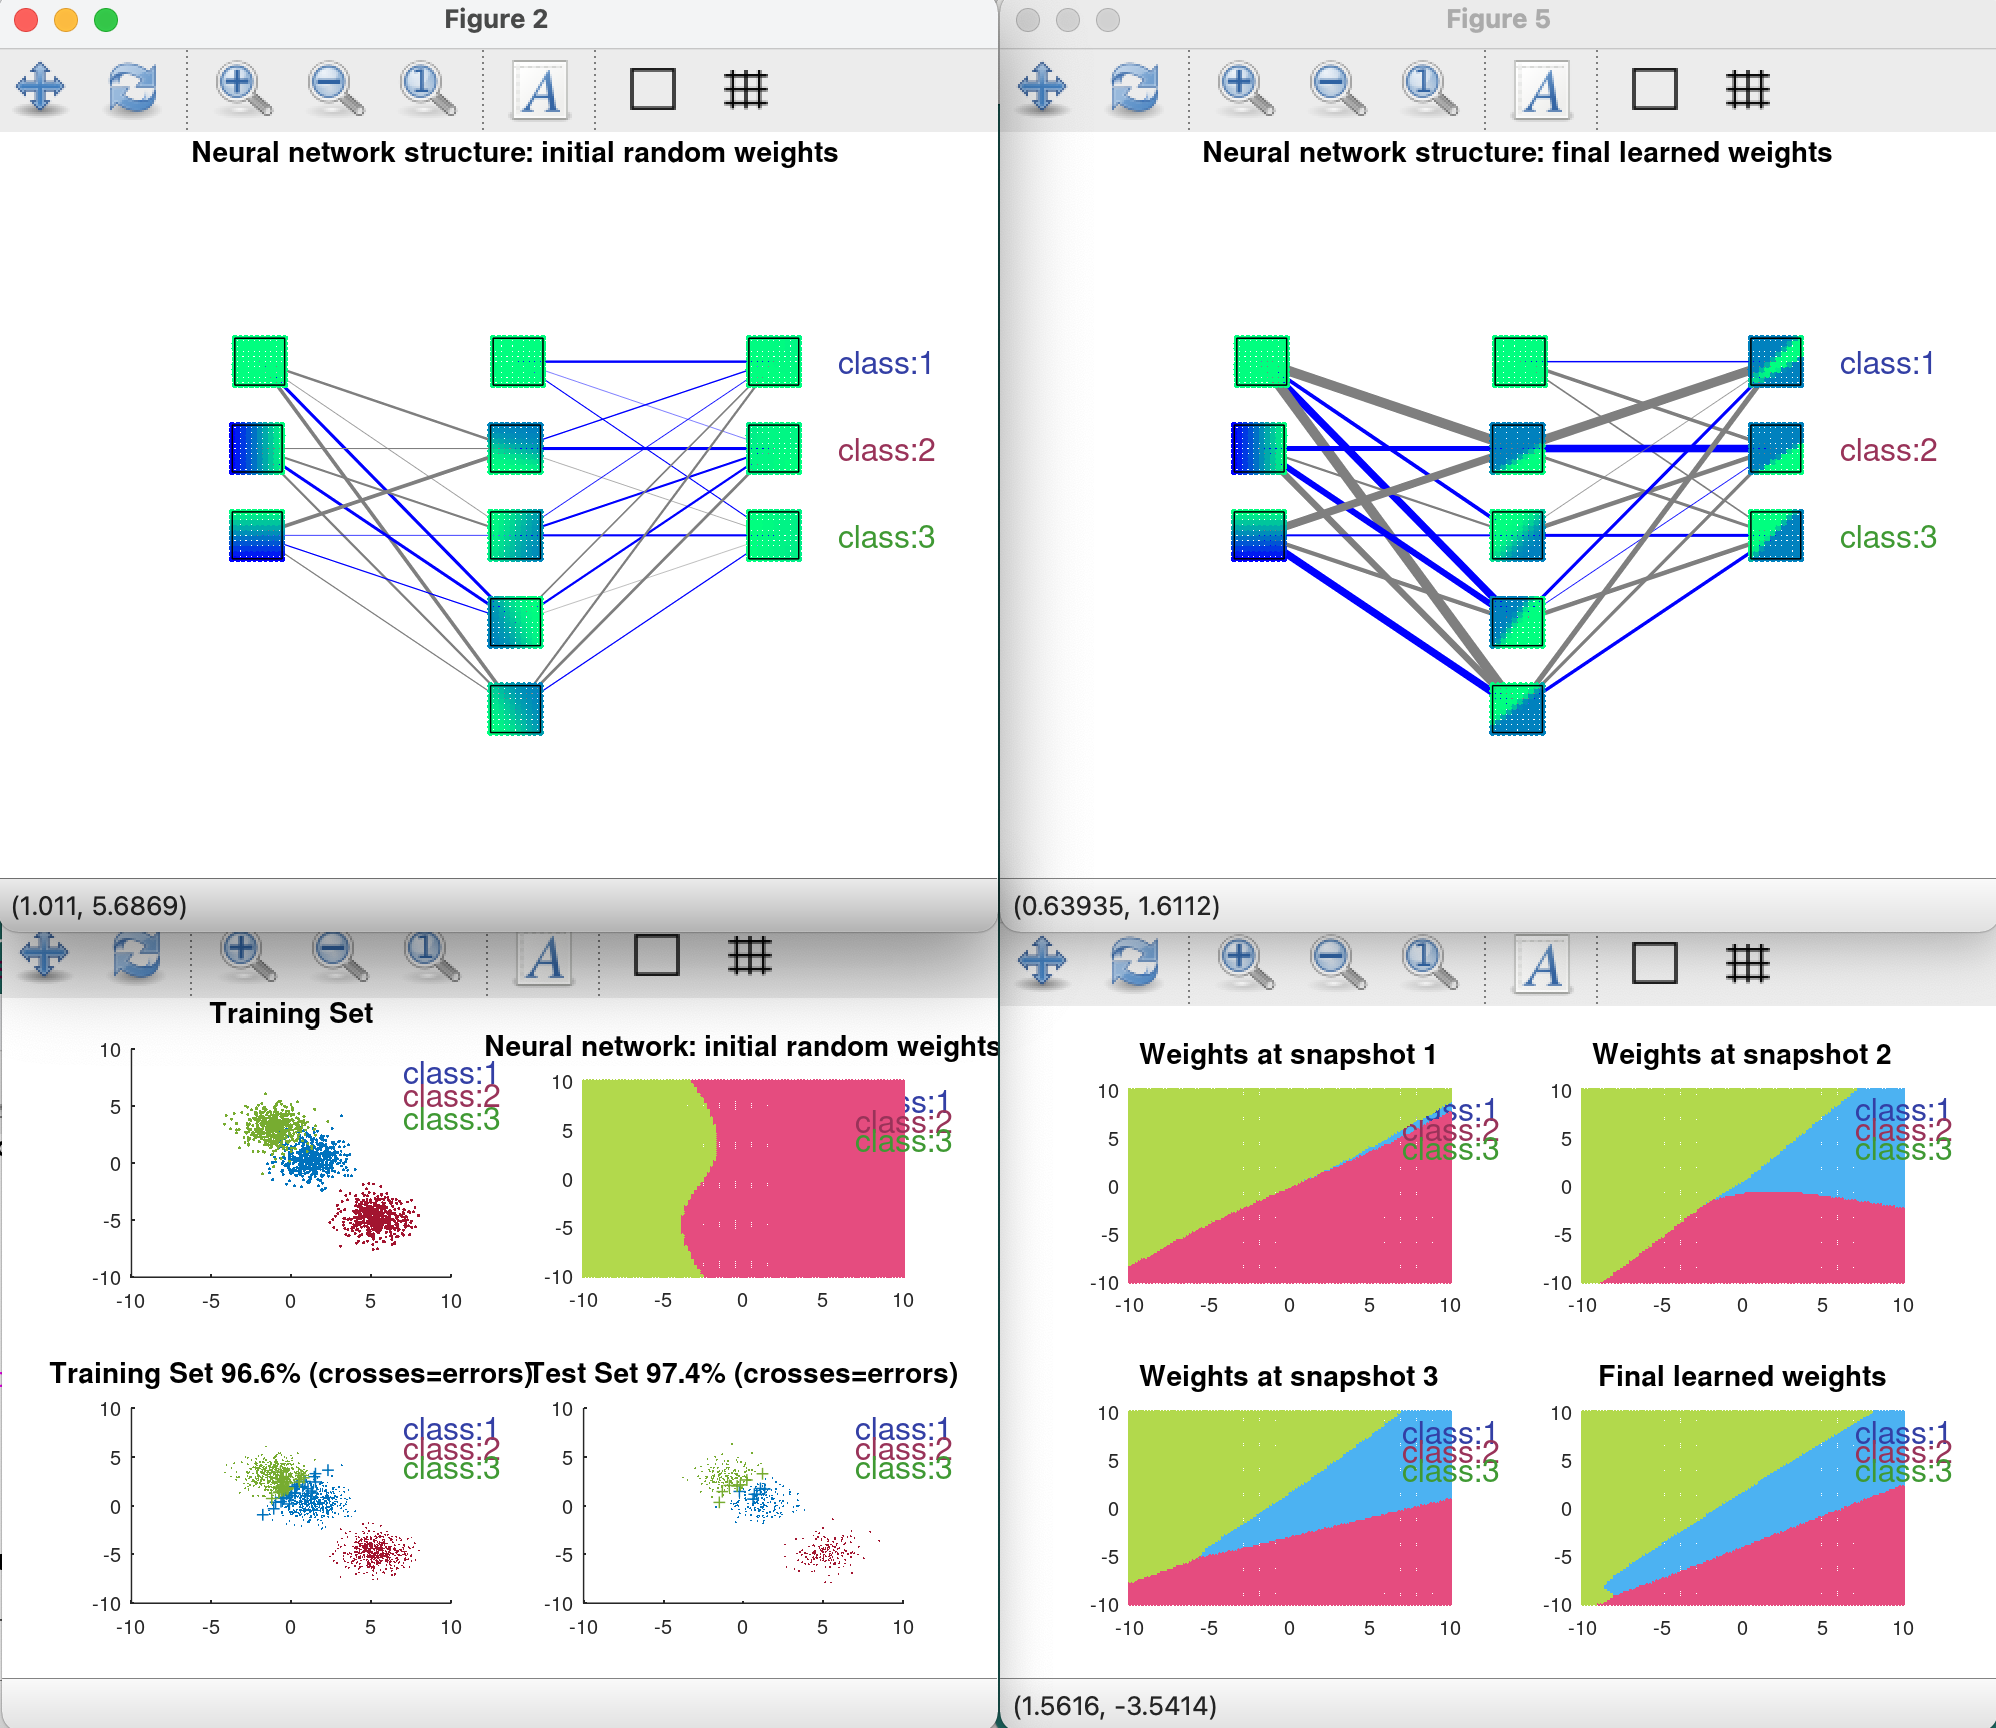 Figure 2
A
Neural network structure: initial random weights
class:1
class:2
class:3
(1.011, 5.6869)
Figure 5
A
Neural network structure: final learned weights
class:1
class:2
class:3
(0.63935, 1.6112)
A
Training Set
10
5
0
-5
-10
-10 -5 0 5 10
class:1
class:2
class:3
Neural network: initial random weights
10
5
0
-5
-10
-10 -5 0 5 10
ss:1
class:2
class:3
Training Set 96.6% (crosses=errors)
10
5
0
-5
-10
-10 -5 0 5 10
class:1
class:2
class:3
Test Set 97.4% (crosses=errors)
10
5
0
-5
-10
-10 -5 0 5 10
class:1
class:2
class:3
A
Weights at snapshot 1
10
5
0
-5
-10
-10 -5 0 5 10
class:1
class:2
class:3
Weights at snapshot 2
10
5
0
-5
-10
-10 -5 0 5 10
class:1
class:2
class:3
Weights at snapshot 3
10
5
0
-5
-10
-10 -5 0 5 10
class:1
class:2
class:3
Final learned weights
10
5
0
-5
-10
-10 -5 0 5 10
class:1
class:2
class:3
(1.5616, -3.5414)